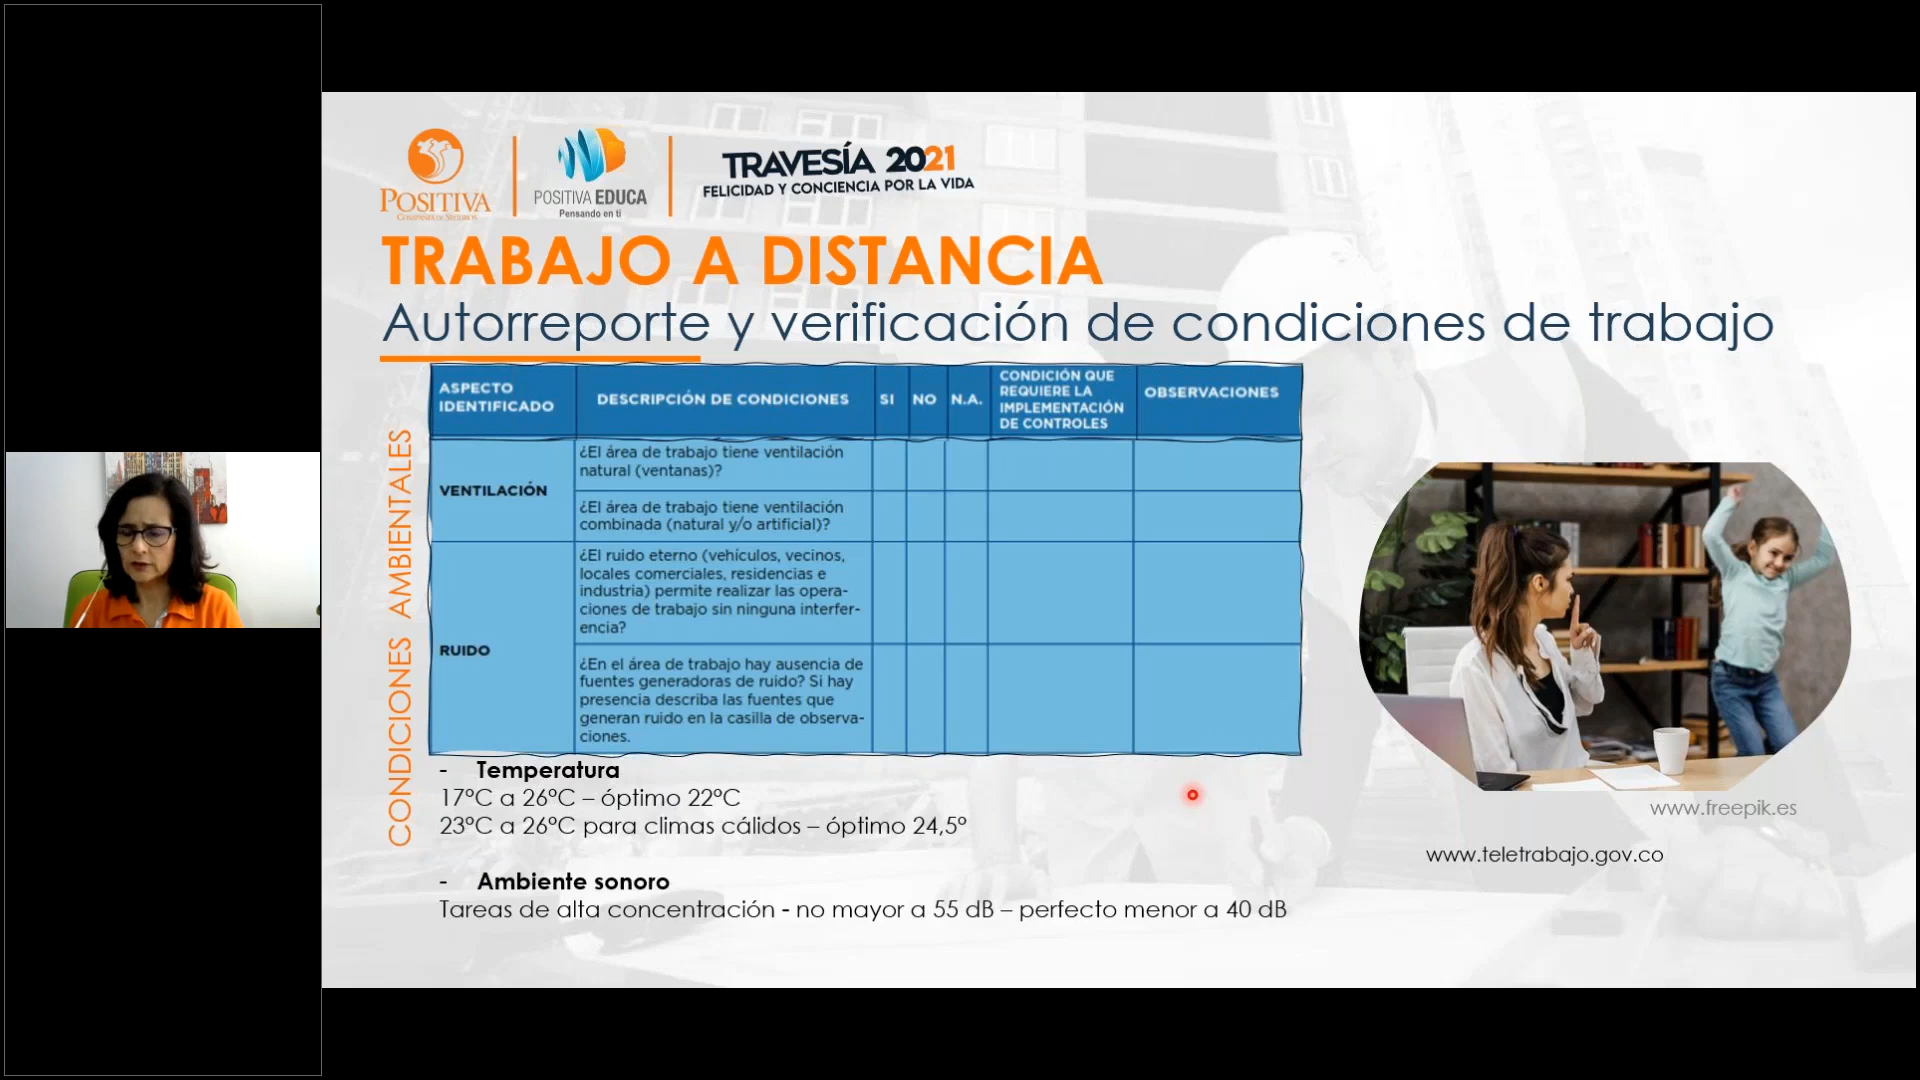 POSITIVA
COMPAÑÍA DE SEGUROS
POSITIVA EDUCA
Pensando en ti
TRAVESÍA 2021
FELICIDAD Y CONCIENCIA POR LA VIDA
TRABAJO A DISTANCIA
Autorreporte y verificación de condiciones de trabajo
CONDICIONES AMBIENTALES
ASPECTO
IDENTIFICADO
DESCRIPCIÓN DE CONDICIONES
SI
NO
N.A.
CONDICIÓN QUE
REQUIERE LA
IMPLEMENTACIÓN
DE CONTROLES
OBSERVACIONES
VENTILACIÓN
¿El área de trabajo tiene ventilación
natural (ventanas)?
¿El área de trabajo tiene ventilación
combinada (natural y/o artificial)?
RUIDO
¿El ruido eterno (vehículos, vecinos,
locales comerciales, residencias e
industria) permite realizar las opera-
ciones de trabajo sin ninguna interfer-
encia?
¿En el área de trabajo hay ausencia de
fuentes generadoras de ruido? Si hay
presencia describa las fuentes que
generan ruido en la casilla de observa-
ciones.
- Temperatura
17°C a 26°C – óptimo 22°C
23°C a 26°C para climas cálidos – óptimo 24,5°
- Ambiente sonoro
Tareas de alta concentración - no mayor a 55 dB – perfecto menor a 40 dB
www.freepik.es
www.teletrabajo.gov.co